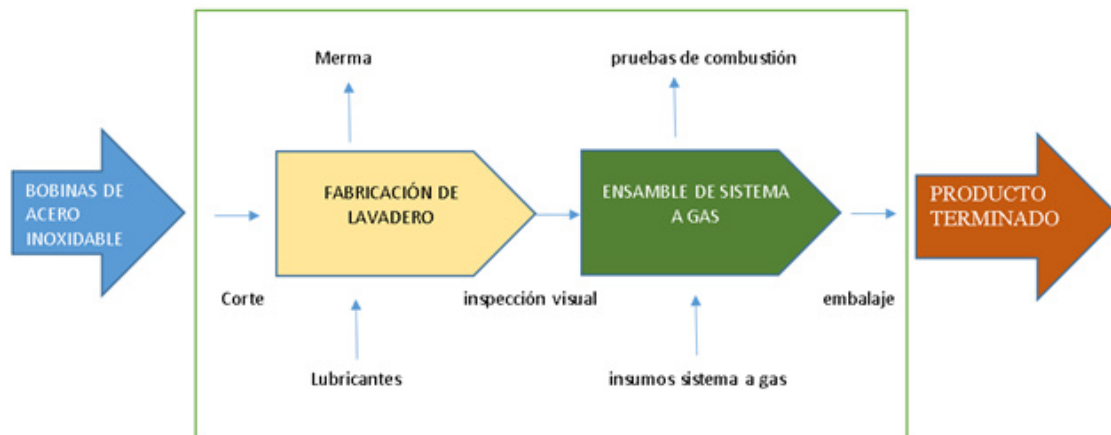 Merma
pruebas de combustión
BOBINAS DE
ACERO
INOXIDABLE
FABRICACIÓN DE
LAVADERO
ENSAMBLE DE SISTEMA
A GAS
PRODUCTO
TERMINADO
Corte
inspección visual
embalaje
Lubricantes
insumos sistema a gas